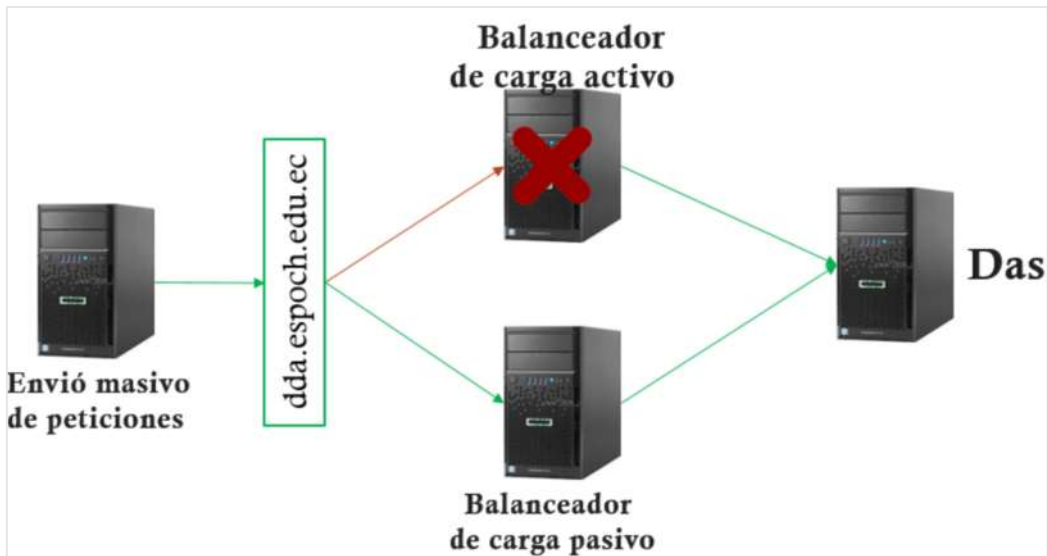 Balanceador
de carga activo
dda.espoch.edu.ec
Das
Envió masivo
de peticiones
Balanceador
de carga pasivo